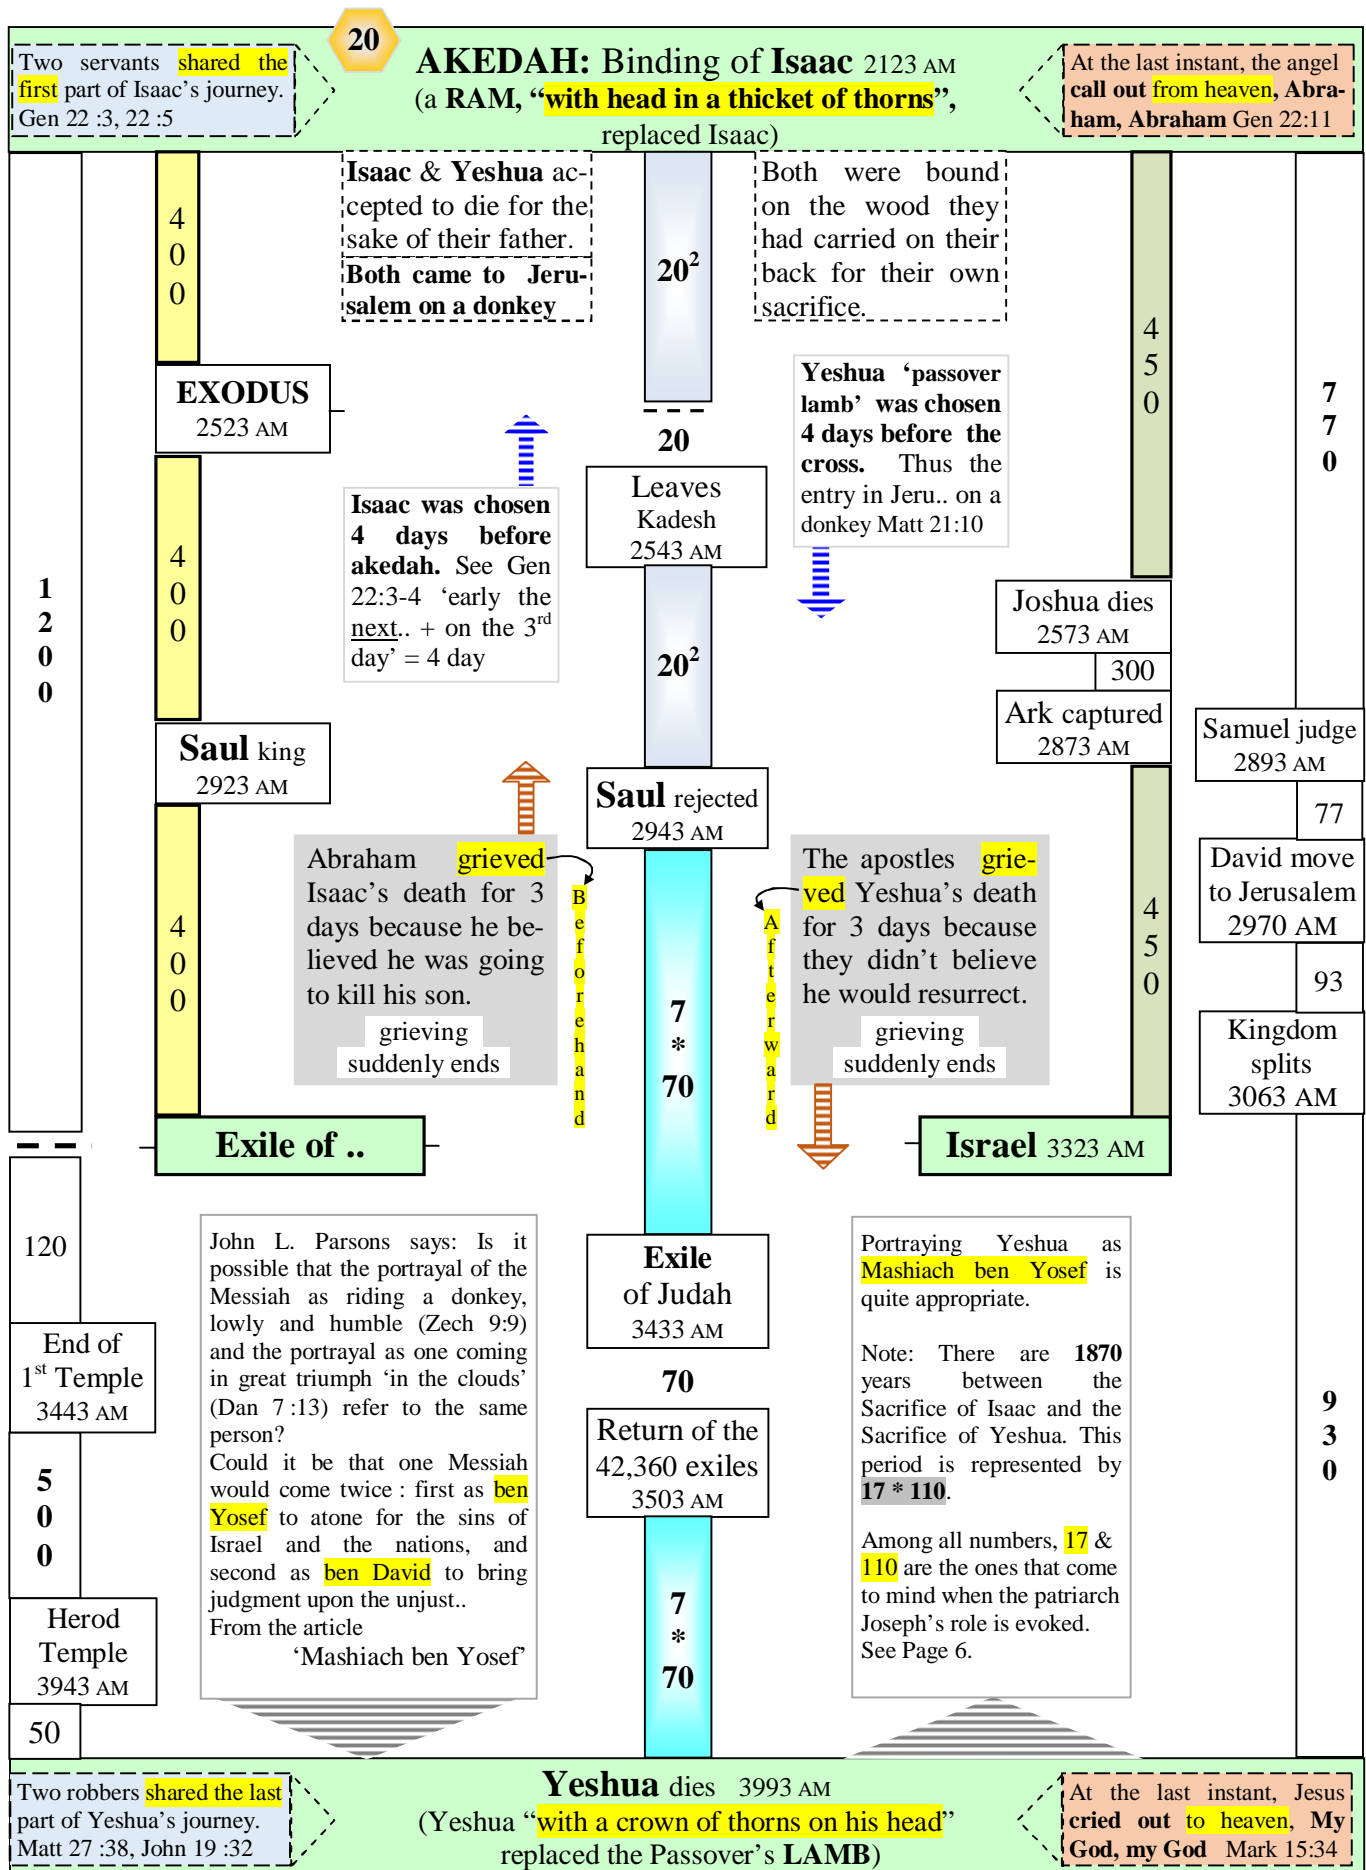 20
Two servants shared the
first part of Isaac's journey.
Gen 22 :3, 22 :5
AKEDAH: Binding of Isaac 2123 AM
(a RAM, “with head in a thicket of thorns”,
replaced Isaac)
At the last instant, the angel
call out from heaven, Abra-
ham, Abraham Gen 22:11
1
2
0
0
4
0
0
EXODUS
2523 AM
4
0
0
Saul king
2923 AM
4
0
0
Isaac & Yeshua ac-
cepted to die for the
sake of their father.
Both came to Jeru-
salem on a donkey
20²
20
Leaves
Kadesh
2543 AM
20²
Saul rejected
2943 AM
Both were bound
on the wood they
had carried on their
back for their own
sacrifice.
Isaac was chosen
4 days before
akedah. See Gen
22:3-4 ‘early the
next.. + on the 3rd
day’ = 4 day
Yeshua ‘passover
lamb’ was chosen
4 days before the
cross. Thus the
entry in Jeru.. on a
donkey Matt 21:10
4
5
0
Joshua dies
2573 AM
300
Ark captured
2873 AM
4
5
0
7
7
0
Samuel judge
2893 AM
77
David move
to Jerusalem
2970 AM
93
Kingdom
splits
3063 AM
Abraham grieved
Isaac's death for 3
days because he be-
lieved he was going
to kill his son.
grieving
suddenly ends
B
e
f
o
r
e
h
a
n
d
7
*
70
A
f
t
e
r
w
a
r
d
The apostles grie-
ved Yeshua's death
for 3 days because
they didn't believe
he would resurrect.
grieving
suddenly ends
Exile of ..
Israel 3323 AM
120
End of
1st Temple
3443 AM
5
0
0
Herod
Temple
3943 AM
50
John L. Parsons says: Is it
possible that the portrayal of the
Messiah as riding a donkey,
lowly and humble (Zech 9:9)
and the portrayal as one coming
in great triumph ‘in the clouds’
(Dan 7 :13) refer to the same
person?
Could it be that one Messiah
would come twice : first as ben
Yosef to atone for the sins of
Israel and the nations, and
second as ben David to bring
judgment upon the unjust..
From the article
‘Mashiach ben Yosef’
Exile
of Judah
3433 AM
70
Return of the
42,360 exiles
3503 AM
7
*
70
Portraying Yeshua as
Mashiach ben Yosef is
quite appropriate.
Note: There are 1870
years between the
Sacrifice of Isaac and the
Sacrifice of Yeshua. This
period is represented by
17 * 110.
Among all numbers, 17 &
110 are the ones that come
to mind when the patriarch
Joseph's role is evoked.
See Page 6.
9
3
0
Two robbers shared the last
part of Yeshua's journey.
Matt 27 :38, John 19 :32
Yeshua dies 3993 AM
(Yeshua “with a crown of thorns on his head”
replaced the Passover's LAMB)
At the last instant, Jesus
cried out to heaven, My
God, my God Mark 15:34